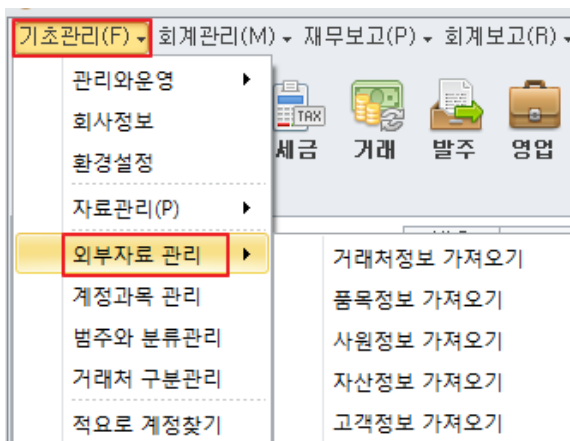 기초관리(F) 회계관리(M) 재무보고(P) 회계보고(R)
관리와운영
회사정보
환경설정
TAX
세금 거래 발주 영업
자료관리(P)
외부자료 관리
거래처정보 가져오기
계정과목 관리
품목정보 가져오기
범주와 분류관리
사원정보 가져오기
거래처 구분관리
자산정보 가져오기
적요로 계정찾기
고객정보 가져오기